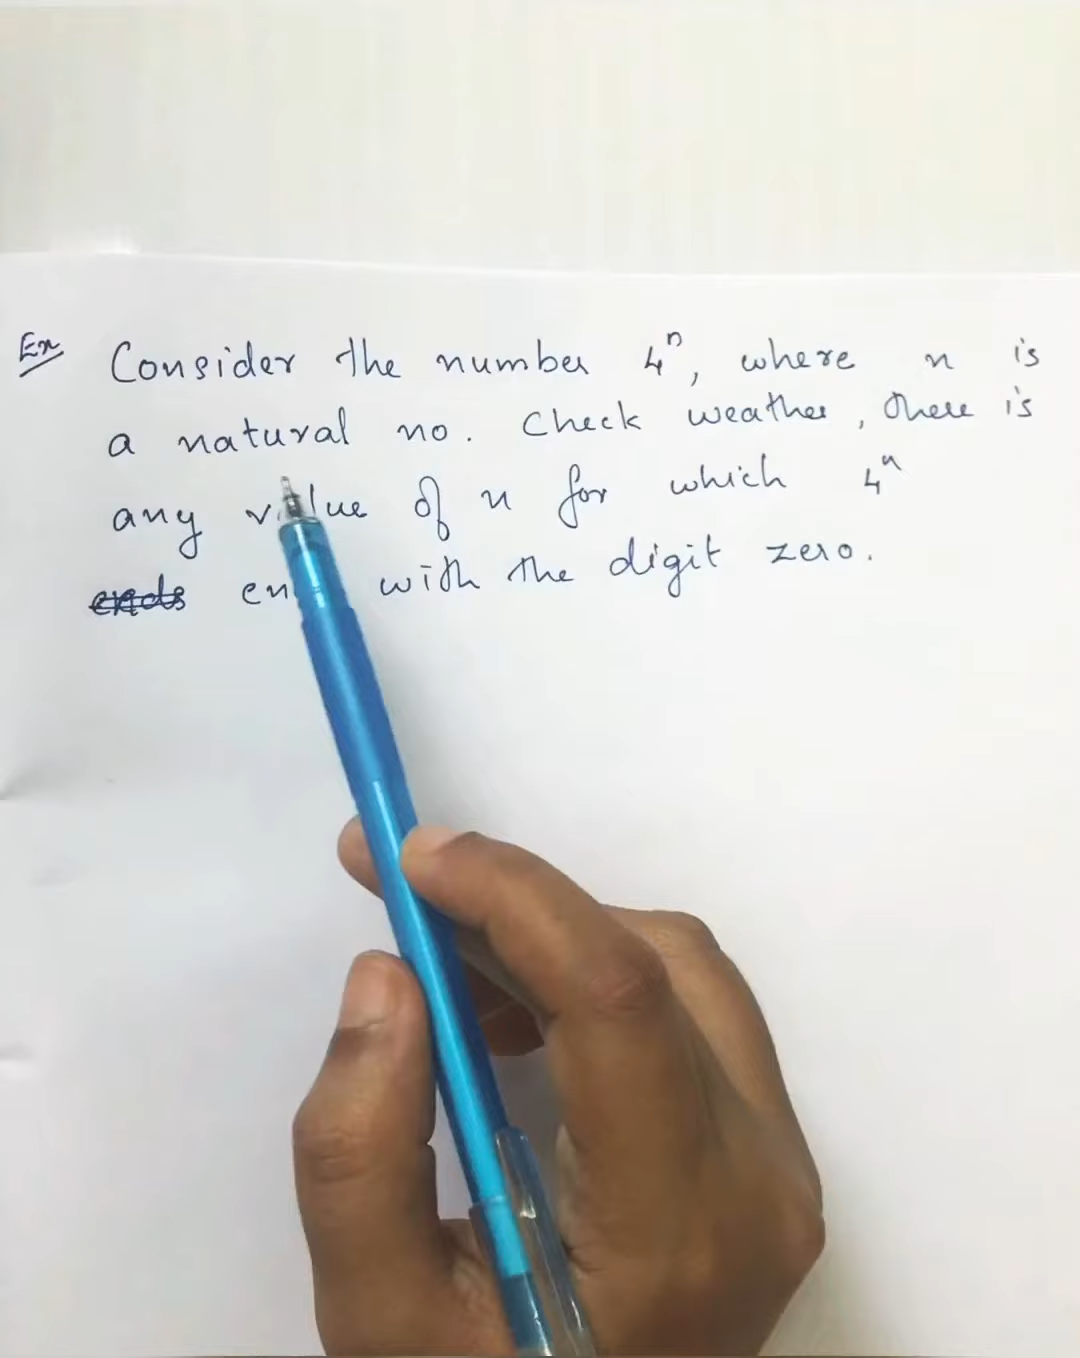 Ex Consider the number 4ⁿ, where n is
a natural no. Check weather, there is
any value of n for which 4ⁿ
ends with the digit zero.